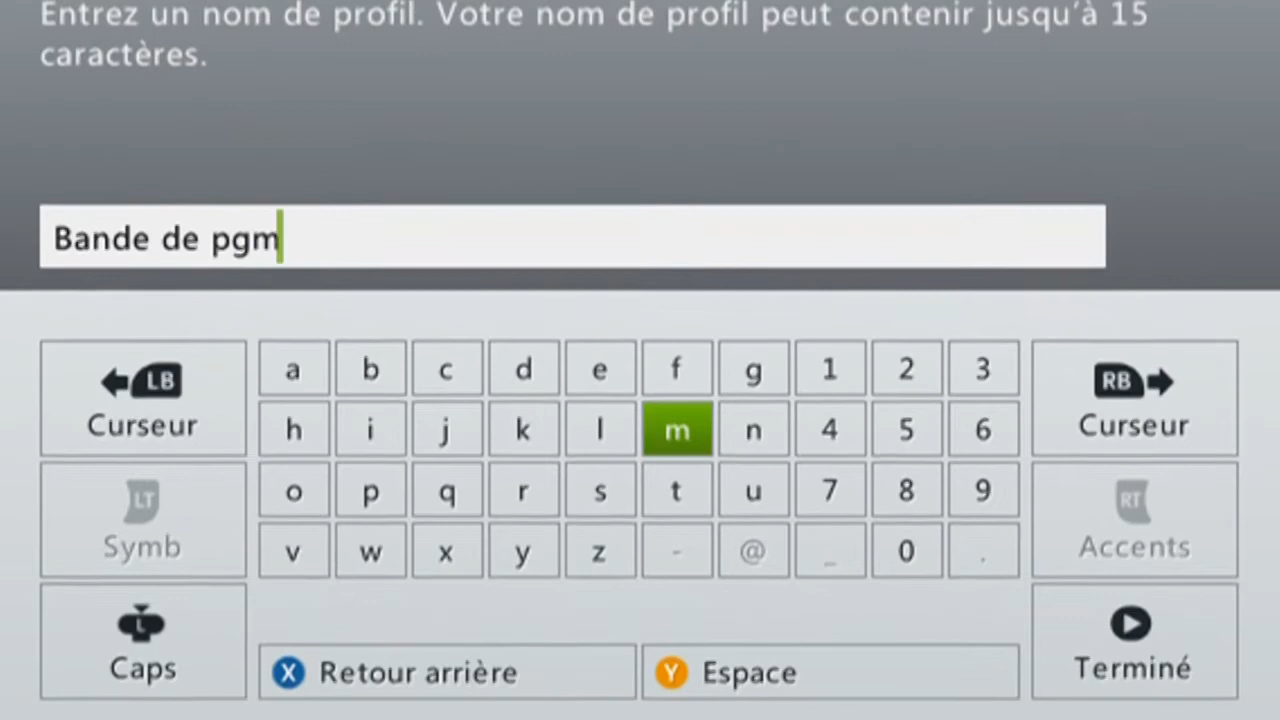 Entrez un nom de profil. Votre nom de profil peut contenir jusqu'à 15
caractères.
Bande de pgm
LB
Curseur
a b c d e f g 1 2 3
RB
Curseur
h i j k l m n 4 5 6
LT
Symb
o p q r s t u 7 8 9
RT
Accents
v w x y z - @ _ 0 .
L
Caps
X Retour arrière
Y Espace
Terminé